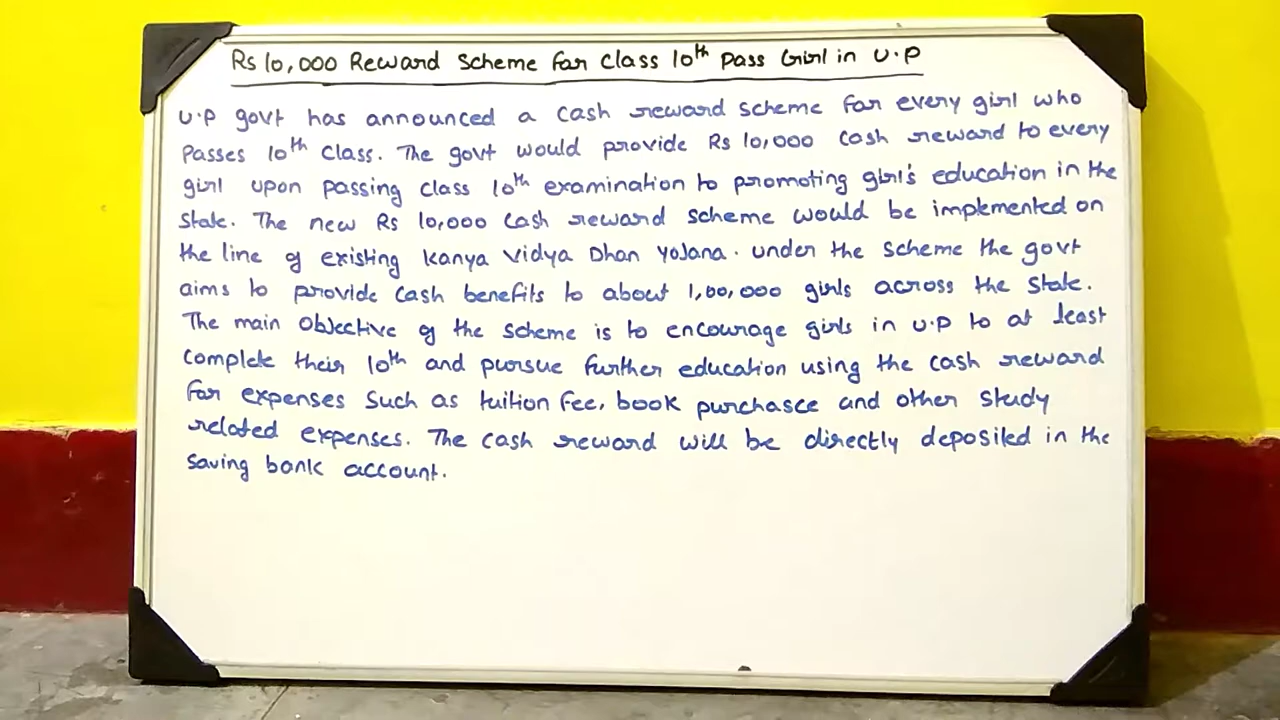 Rs 10,000 Reward Scheme For Class 10th Pass Girl in U.P
U.P govt has announced a cash reward scheme for every girl who
passes 10th class. The govt would provide Rs 10,000 cash reward to every
girl upon passing class 10th examination to promoting girl's education in the
state. The new Rs 10,000 cash reward scheme would be implemented on
the line of existing Kanya Vidya Dhan Yojana. under the scheme the govt
aims to provide cash benefits to about 1,00,000 girls across the state.
The main objective of the scheme is to encourage girls in U.P to at least
complete their 10th and pursue further education using the cash reward
for expenses such as tuition fee, book purchasce and other study
related expenses. The cash reward will be directly deposited in the
saving bank account.